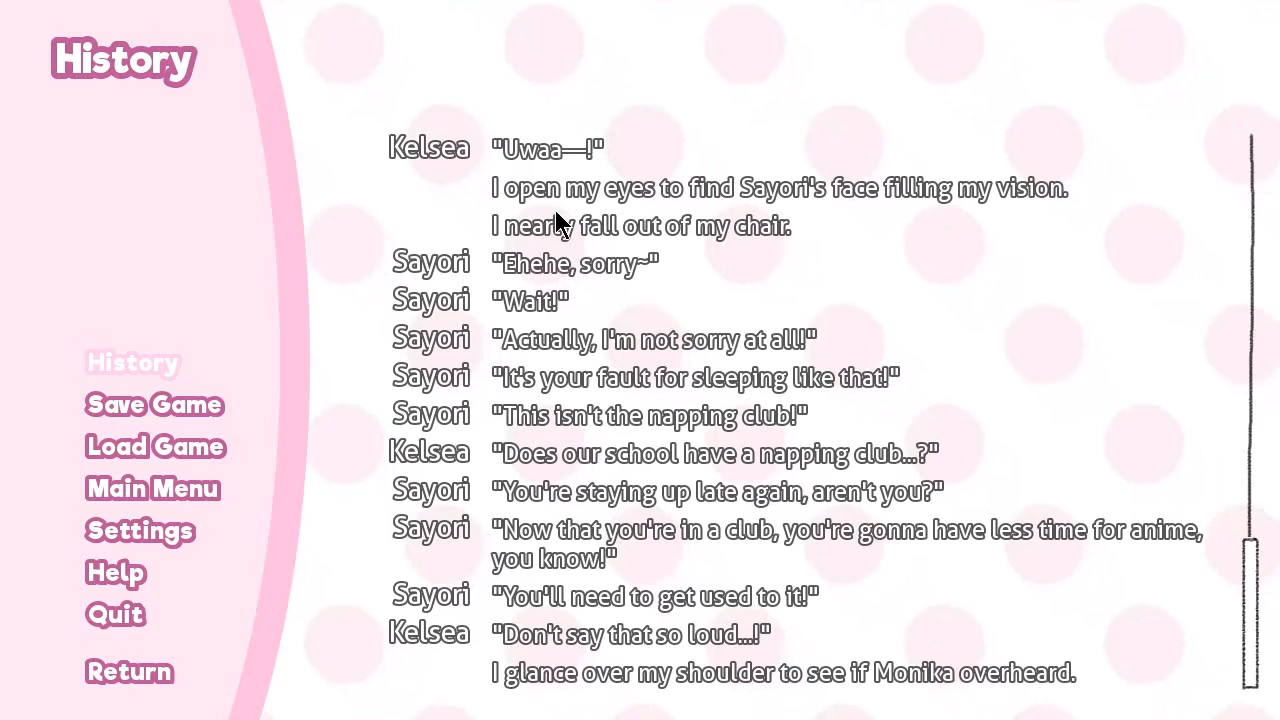 History
Kelsea "Uwaa—!"
I open my eyes to find Sayori's face filling my vision.
I nearly fall out of my chair.
Sayori "Ehehe, sorry~"
Sayori "Wait!"
Sayori "Actually, I'm not sorry at all!"
Sayori "It's your fault for sleeping like that!"
Sayori "This isn't the napping club!"
Kelsea "Does our school have a napping club...?"
Sayori "You're staying up late again, aren't you?"
Sayori "Now that you're in a club, you're gonna have less time for anime,
you know!"
Sayori "You'll need to get used to it!"
Kelsea "Don't say that so loud...!"
I glance over my shoulder to see if Monika overheard.
History
Save Game
Load Game
Main Menu
Settings
Help
Quit
Return